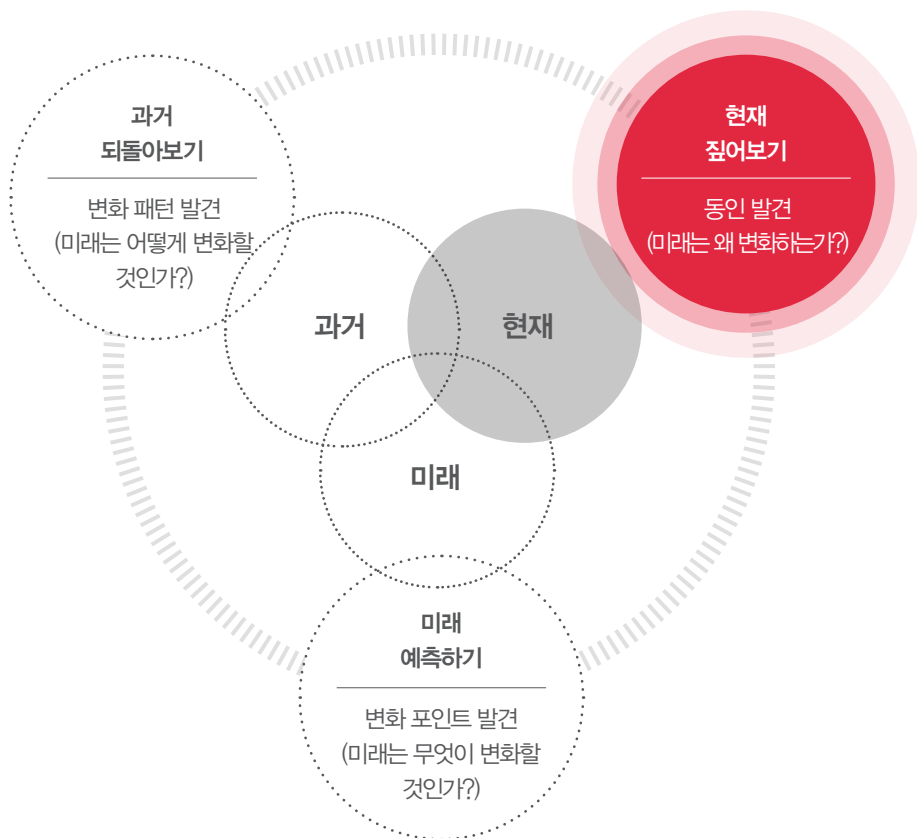 과거
되돌아보기
변화 패턴 발견
(미래는 어떻게 변화할
것인가?)
현재
짚어보기
동인 발견
(미래는 왜 변화하는가?)
과거
현재
미래
미래
예측하기
변화 포인트 발견
(미래는 무엇이 변화할
것인가?)